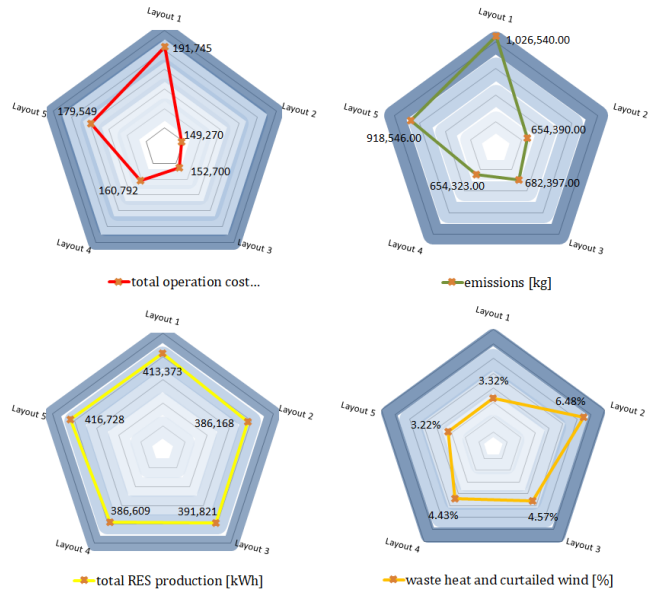 Layout 1
191,745
Layout 2
149,270
Layout 3
152,700
Layout 4
160,792
Layout 5
179,549
total operation cost...
Layout 1
1,026,540.00
Layout 2
654,390.00
Layout 3
682,397.00
Layout 4
654,323.00
Layout 5
918,546.00
emissions [kg]
Layout 1
413,373
Layout 2
386,168
Layout 3
391,821
Layout 4
386,609
Layout 5
416,728
total RES production [kWh]
Layout 1
3.32%
Layout 2
6.48%
Layout 3
4.57%
Layout 4
4.43%
Layout 5
3.22%
waste heat and curtailed wind [%]